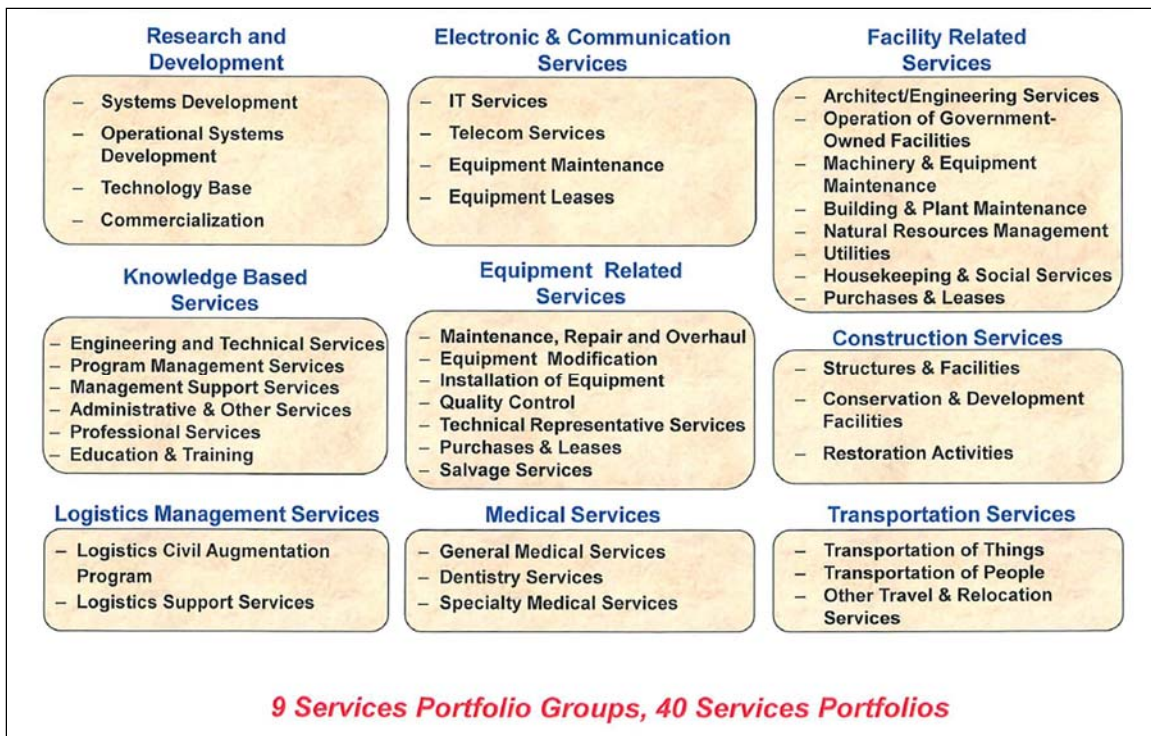 Research and
Development
– Systems Development
– Operational Systems
Development
– Technology Base
– Commercialization
Electronic & Communication
Services
– IT Services
– Telecom Services
– Equipment Maintenance
– Equipment Leases
Facility Related
Services
– Architect/Engineering Services
– Operation of Government-
Owned Facilities
– Machinery & Equipment
Maintenance
– Building & Plant Maintenance
– Natural Resources Management
– Utilities
– Housekeeping & Social Services
– Purchases & Leases
Knowledge Based
Services
– Engineering and Technical Services
– Program Management Services
– Management Support Services
– Administrative & Other Services
– Professional Services
– Education & Training
Equipment Related
Services
– Maintenance, Repair and Overhaul
– Equipment Modification
– Installation of Equipment
– Quality Control
– Technical Representative Services
– Purchases & Leases
– Salvage Services
Construction Services
– Structures & Facilities
– Conservation & Development
Facilities
– Restoration Activities
Logistics Management Services
– Logistics Civil Augmentation
Program
– Logistics Support Services
Medical Services
– General Medical Services
– Dentistry Services
– Specialty Medical Services
Transportation Services
– Transportation of Things
– Transportation of People
– Other Travel & Relocation
Services
9 Services Portfolio Groups, 40 Services Portfolios